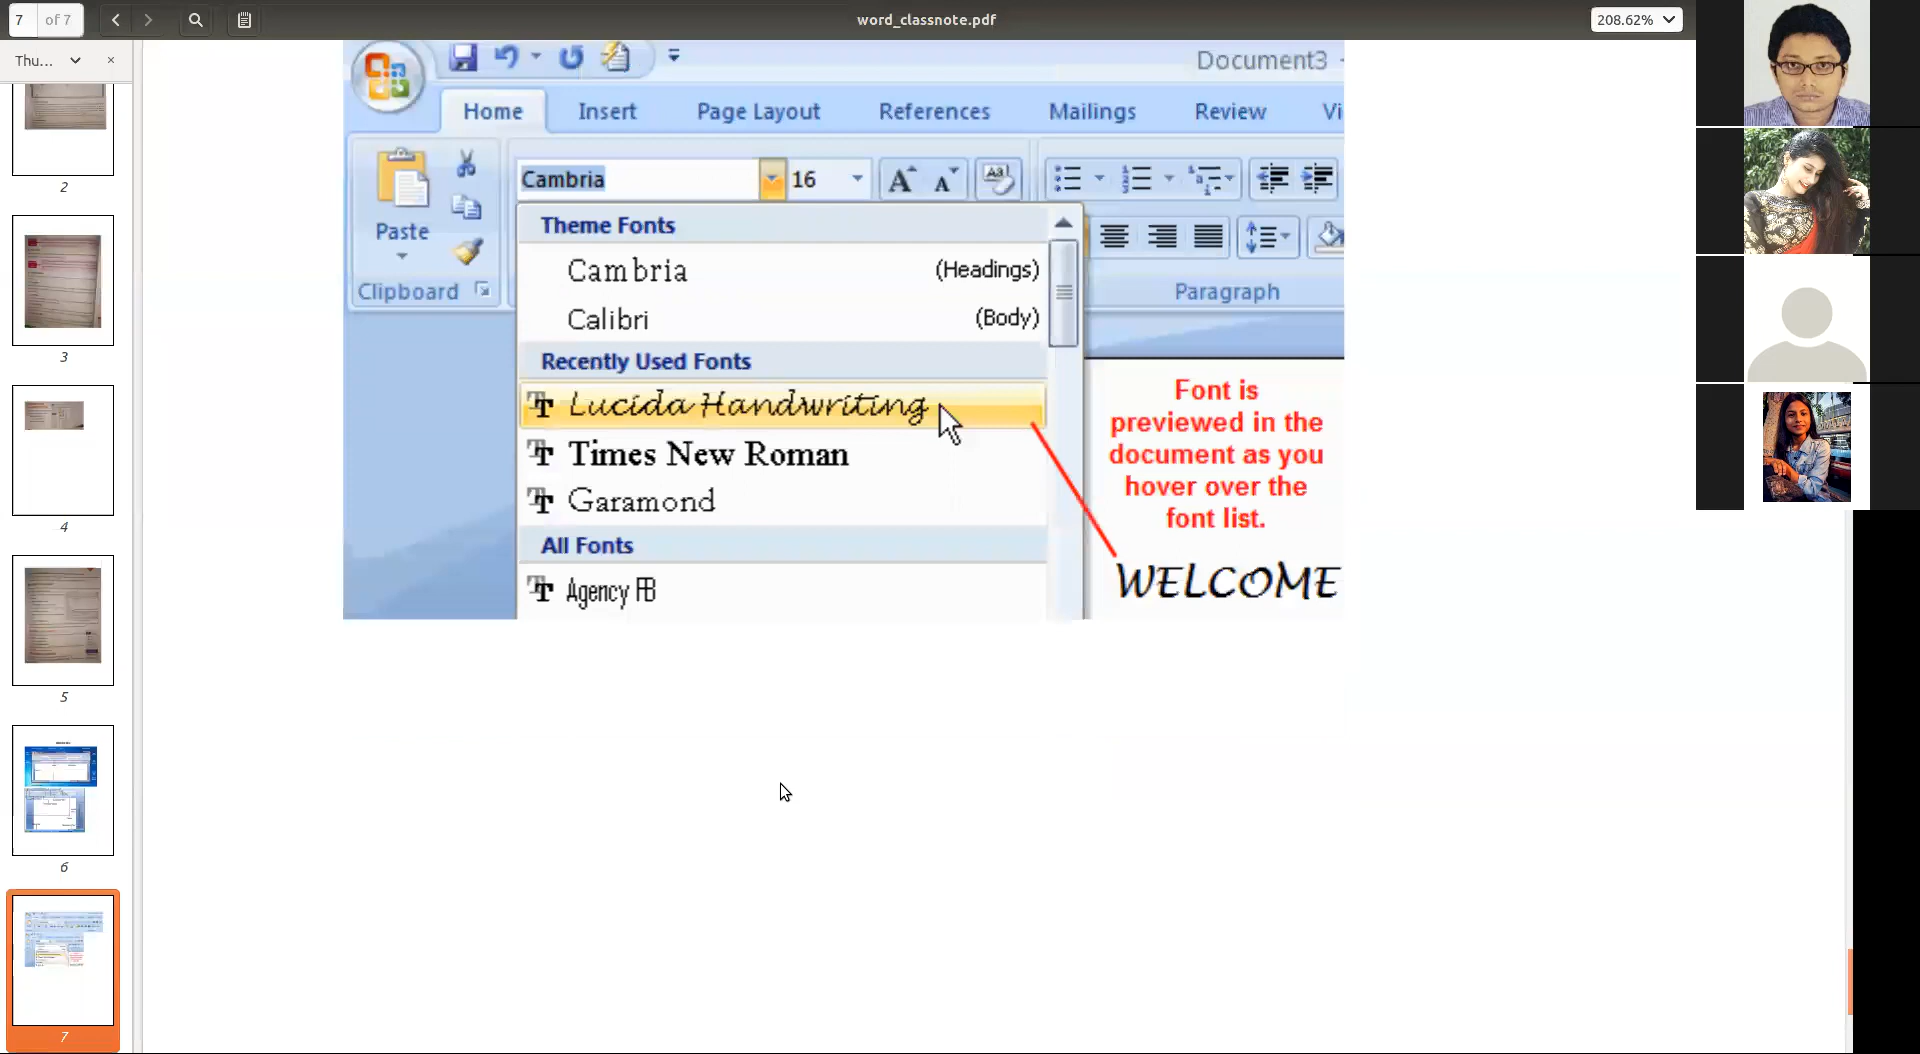 7 of 7
word_classnote.pdf
208.62%
Thu...
2
3
4
5
6
7
Document3
Home Insert Page Layout References Mailings Review Vi
Cambria 16
Paste
Clipboard
Paragraph
Theme Fonts
Cambria (Headings)
Calibri (Body)
Recently Used Fonts
Lucida Handwriting
Times New Roman
Garamond
All Fonts
Agency FB
Font is
previewed in the
document as you
hover over the
font list.
WELCOME